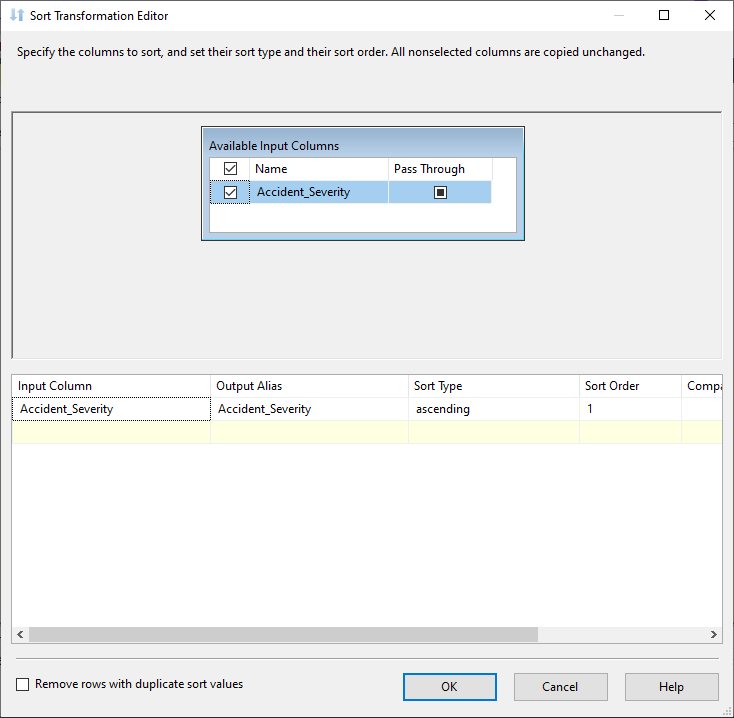 Sort Transformation Editor
Specify the columns to sort, and set their sort type and their sort order. All nonselected columns are copied unchanged.
Available Input Columns
Name Pass Through
Accident_Severity
Input Column Output Alias Sort Type Sort Order Compa
Accident_Severity Accident_Severity ascending 1
Remove rows with duplicate sort values
OK Cancel Help